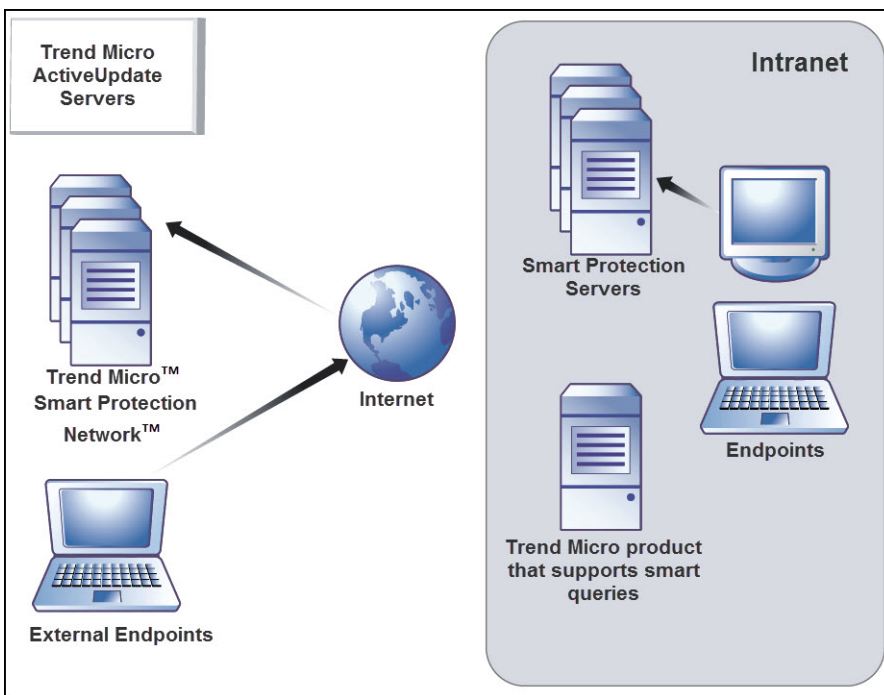 Trend Micro
ActiveUpdate
Servers
Intranet
Smart Protection
Servers
Trend Micro™
Smart Protection
Network™
Internet
Endpoints
Trend Micro product
that supports smart
queries
External Endpoints